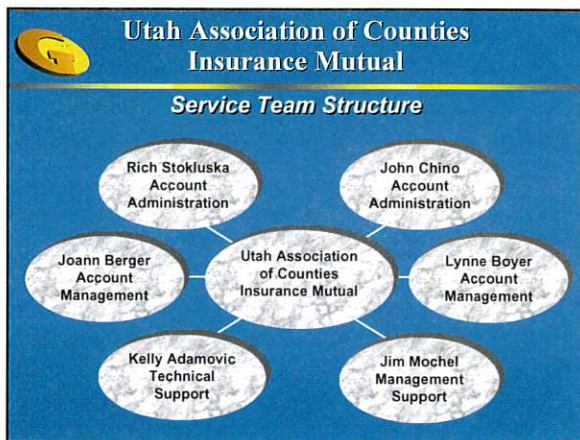 G
Utah Association of Counties
Insurance Mutual
Service Team Structure
Rich Stokluska
Account
Administration
John Chino
Account
Administration
Joann Berger
Account
Management
Utah Association
of Counties
Insurance Mutual
Lynne Boyer
Account
Management
Kelly Adamovic
Technical
Support
Jim Mochel
Management
Support